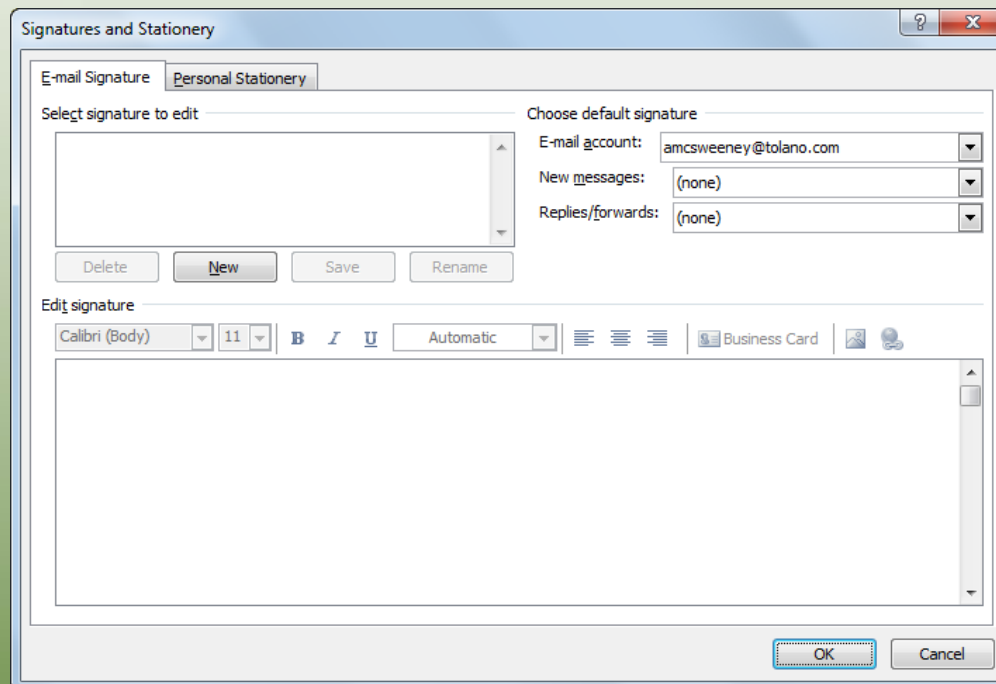 Signatures and Stationery
E-mail Signature Personal Stationery
Select signature to edit
Choose default signature
E-mail account: amcsweeney@tolano.com
New messages: (none)
Replies/forwards: (none)
Delete New Save Rename
Edit signature
Calibri (Body) 11 B I U Automatic Business Card
OK Cancel